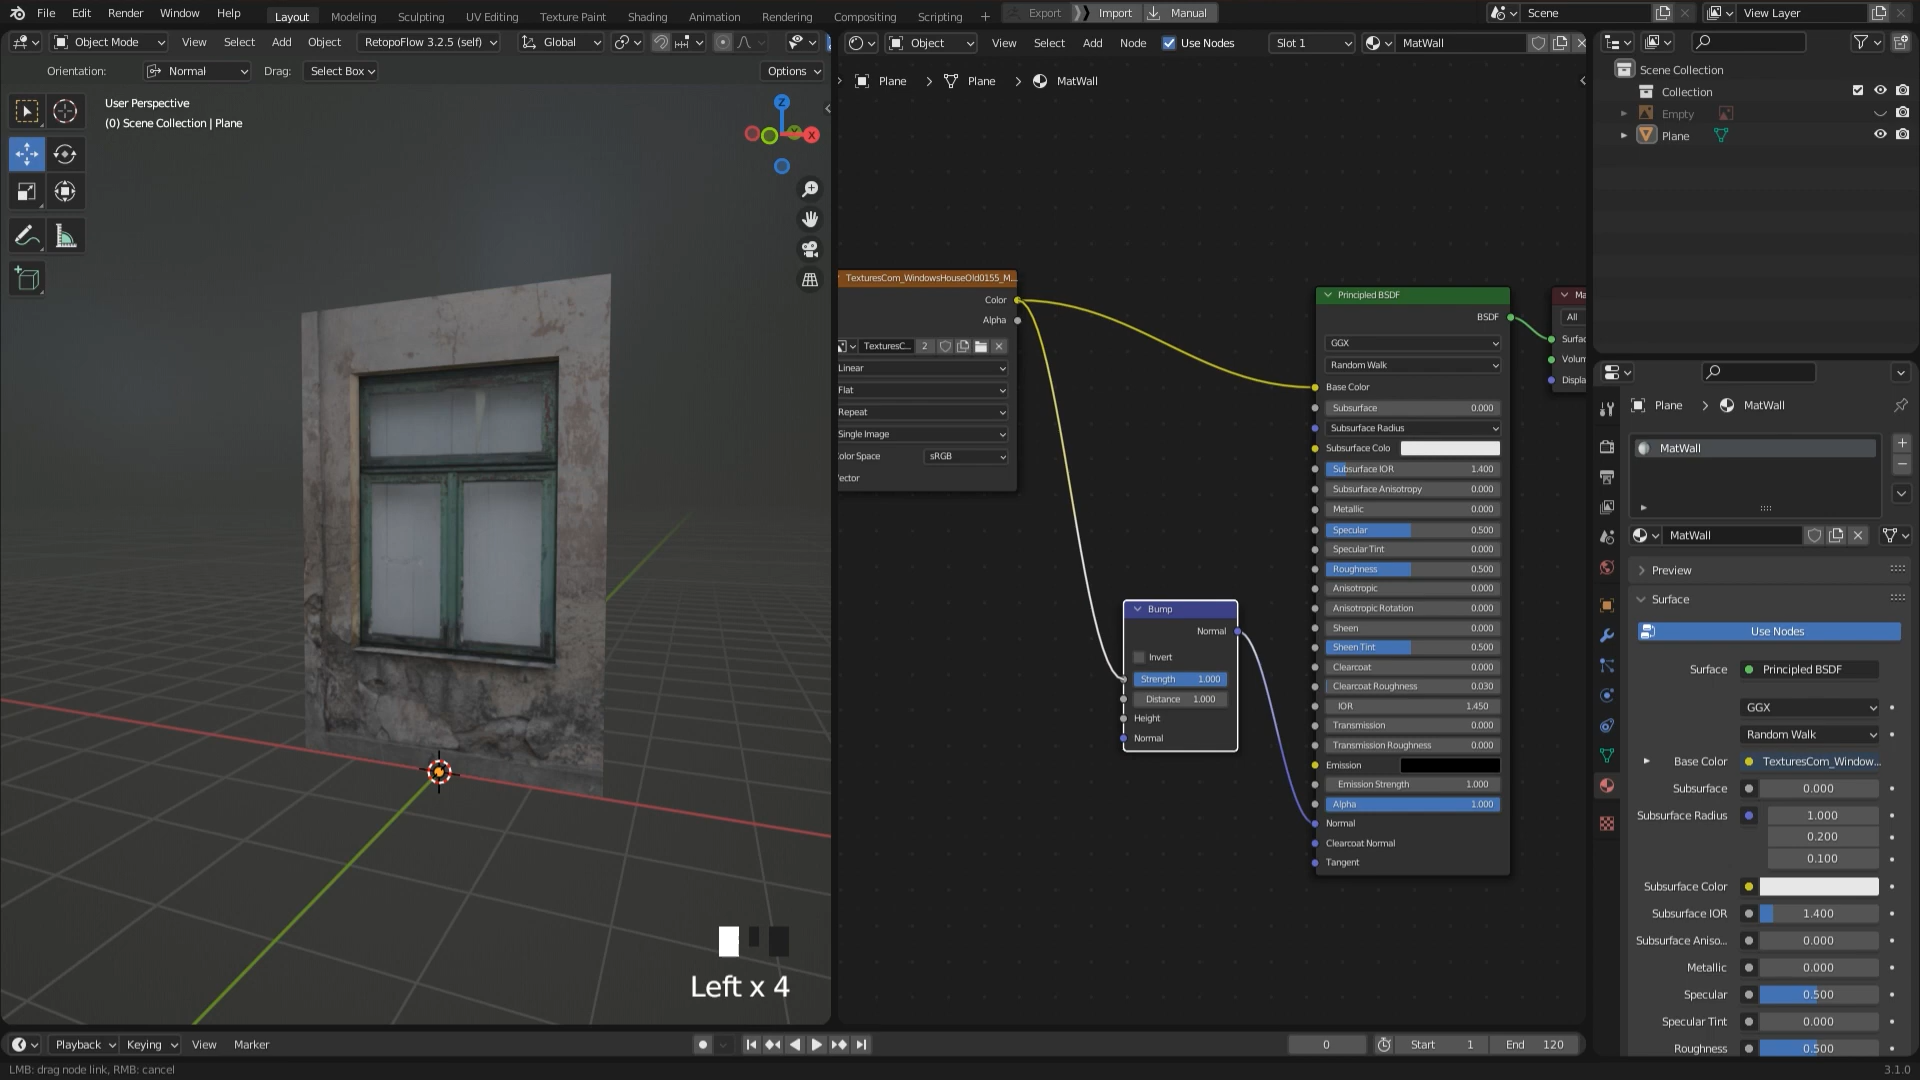 File Edit Render Window Help Layout Modeling Sculpting UV Editing Texture Paint Shading Animation Rendering Compositing Scripting + Export Import Manual Scene View Layer
Object Mode View Select Add Object RetopoFlow 3.2.5 (self) Global
Object View Select Add Node Use Nodes Slot 1 MatWall
Orientation: Normal Drag: Select Box Options
Plane Plane MatWall
User Perspective
(0) Scene Collection | Plane
Z
X
TexturesCom_WindowsHouseOld0155_M...
Color
Alpha
TexturesC... 2
Linear
Flat
Repeat
Single Image
olor Space sRGB
ector
Bump
Normal
Invert
Strength 1.000
Distance 1.000
Height
Normal
Principled BSDF
BSDF
GGX
Random Walk
Base Color
Subsurface 0.000
Subsurface Radius
Subsurface Colo
Subsurface IOR 1.400
Subsurface Anisotropy 0.000
Metallic 0.000
Specular 0.500
Specular Tint 0.000
Roughness 0.500
Anisotropic 0.000
Anisotropic Rotation 0.000
Sheen 0.000
Sheen Tint 0.500
Clearcoat 0.000
Clearcoat Roughness 0.030
IOR 1.450
Transmission 0.000
Transmission Roughness 0.000
Emission
Emission Strength 1.000
Alpha 1.000
Normal
Clearcoat Normal
Tangent
Ma
All
Surfac
Volum
Displa
Scene Collection
Collection
Empty
Plane
Plane MatWall
MatWall
MatWall
Preview
Surface
Use Nodes
Surface Principled BSDF
GGX
Random Walk
Base Color TexturesCom_Window...
Subsurface 0.000
Subsurface Radius 1.000
0.200
0.100
Subsurface Color
Subsurface IOR 1.400
Subsurface Aniso... 0.000
Metallic 0.000
Specular 0.500
Specular Tint 0.000
Roughness 0.500
Left x 4
Playback Keying View Marker 0 Start 1 End 120
LMB: drag node link, RMB: cancel 3.1.0